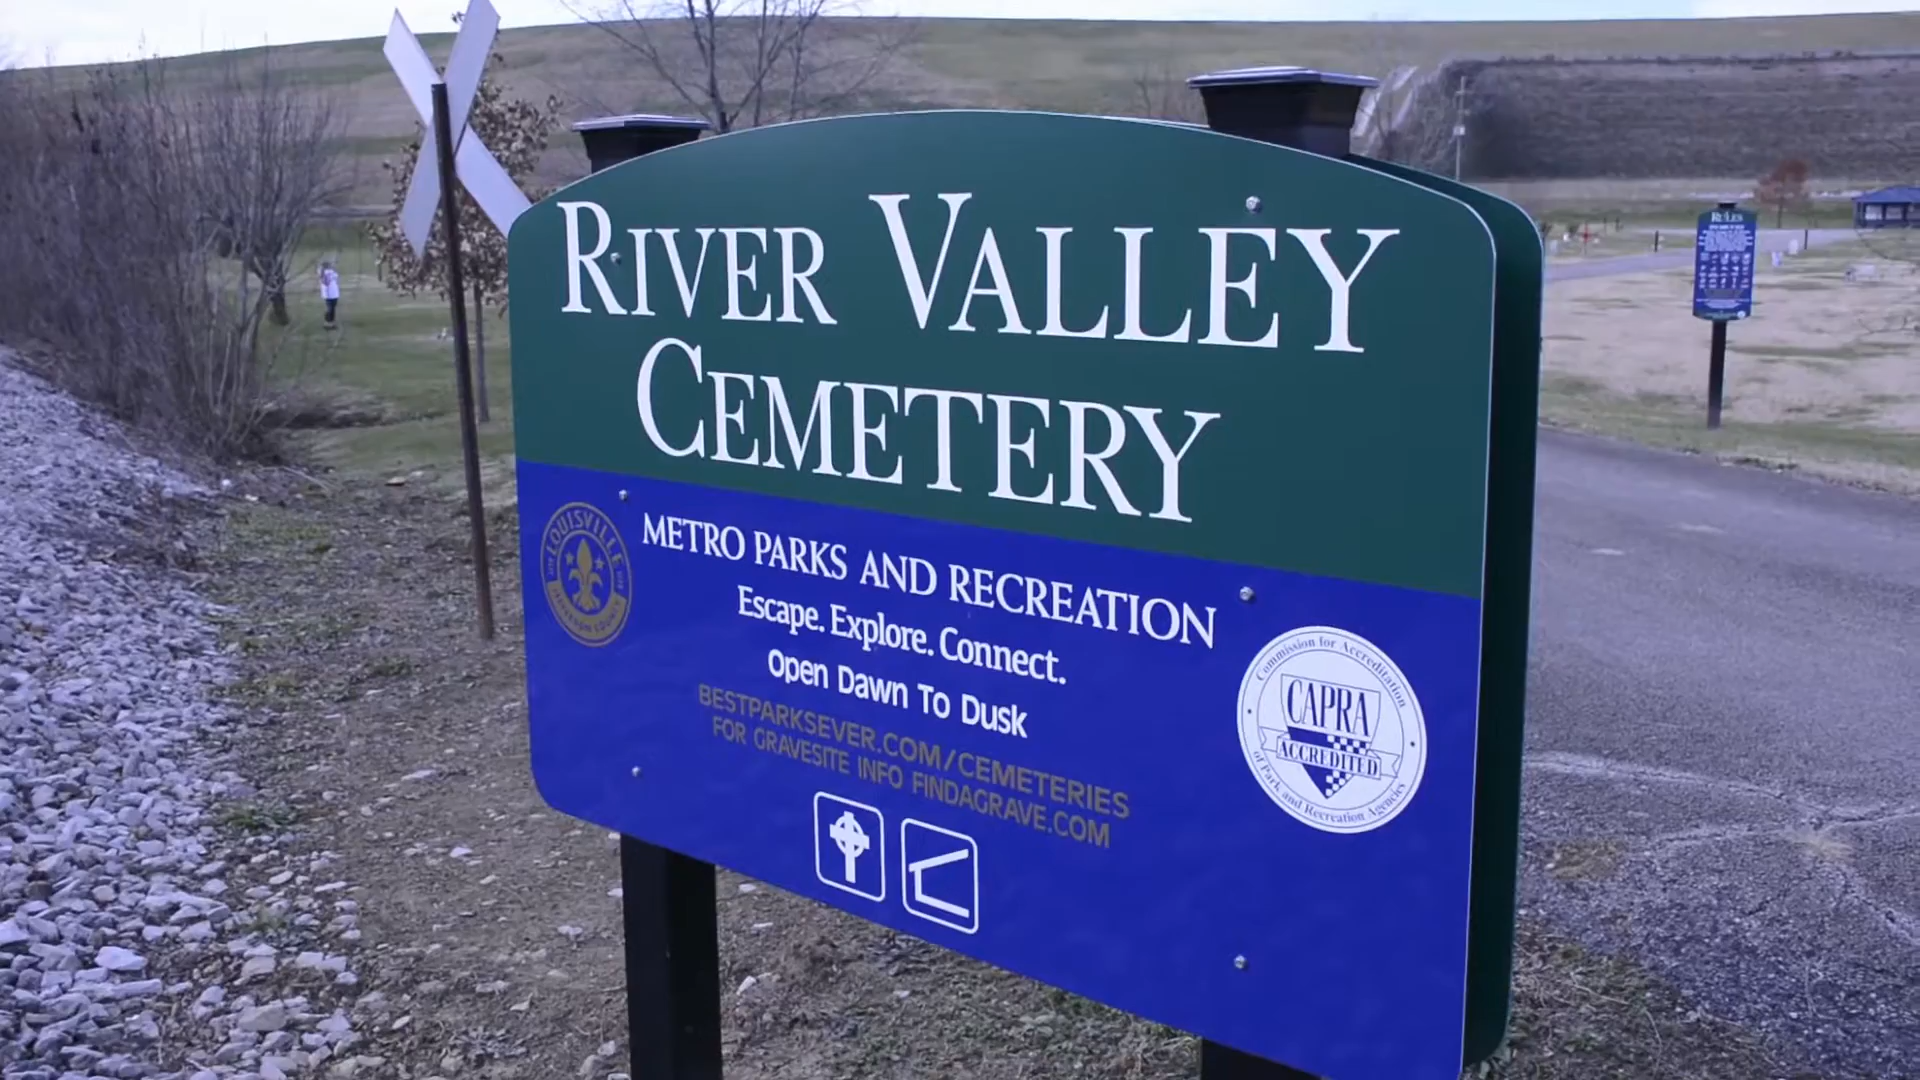 RIVER VALLEY
CEMETERY
LOUISVILLE
METRO PARKS AND RECREATION
Escape. Explore. Connect.
Open Dawn To Dusk
BESTPARKSEVER.COM/CEMETERIES
FOR GRAVESITE INFO FINDAGRAVE.COM
Commission for Accreditation
CAPRA
ACCREDITED
of Park and Recreation Agencies
RULES